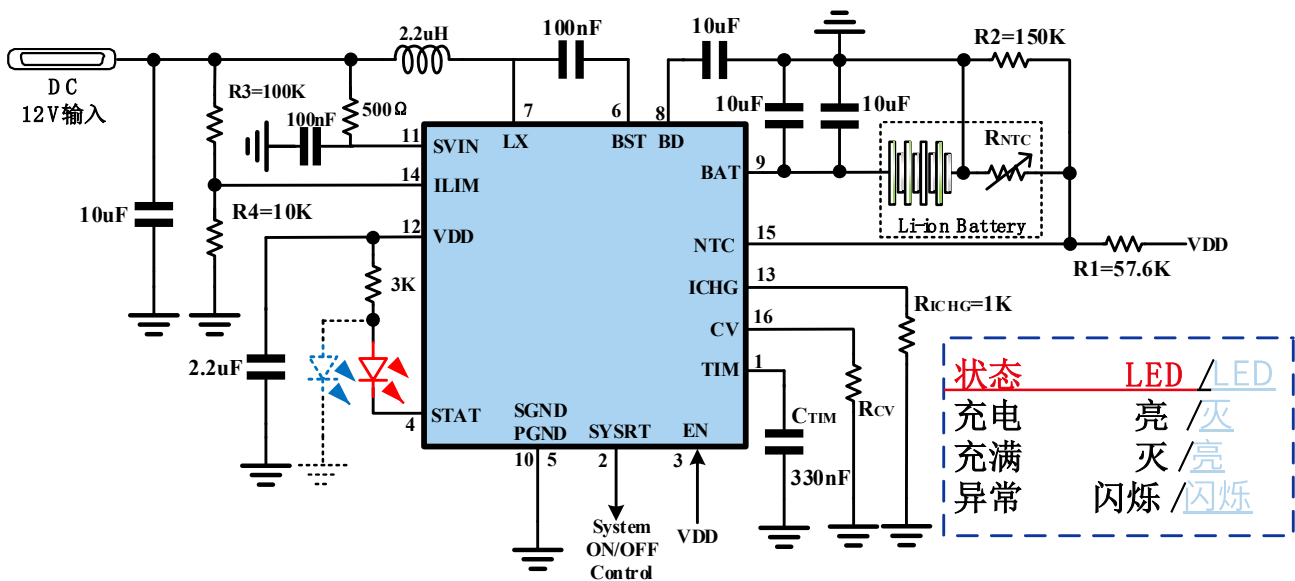 2.2uH
100nF
10uF
R2=150K
DC
12V输入
R3=100K
500Ω
100nF
10uF
10uF
RNTC
7
6
8
11
SVIN
LX
BST
BD
9
BAT
14
ILIM
10uF
R4=10K
12
VDD
Li-ion Battery
NTC
15
VDD
R1=57.6K
3K
ICHG
13
RICHG=1K
CV
16
2.2uF
TIM
1
RCV
STAT
4
SGND
PGND
SYSRT
EN
CTIM
10
5
2
3
330nF
System
ON/OFF
Control
VDD
状态 LED /LED
充电 亮 /灭
充满 灭 /亮
异常 闪烁 /闪烁